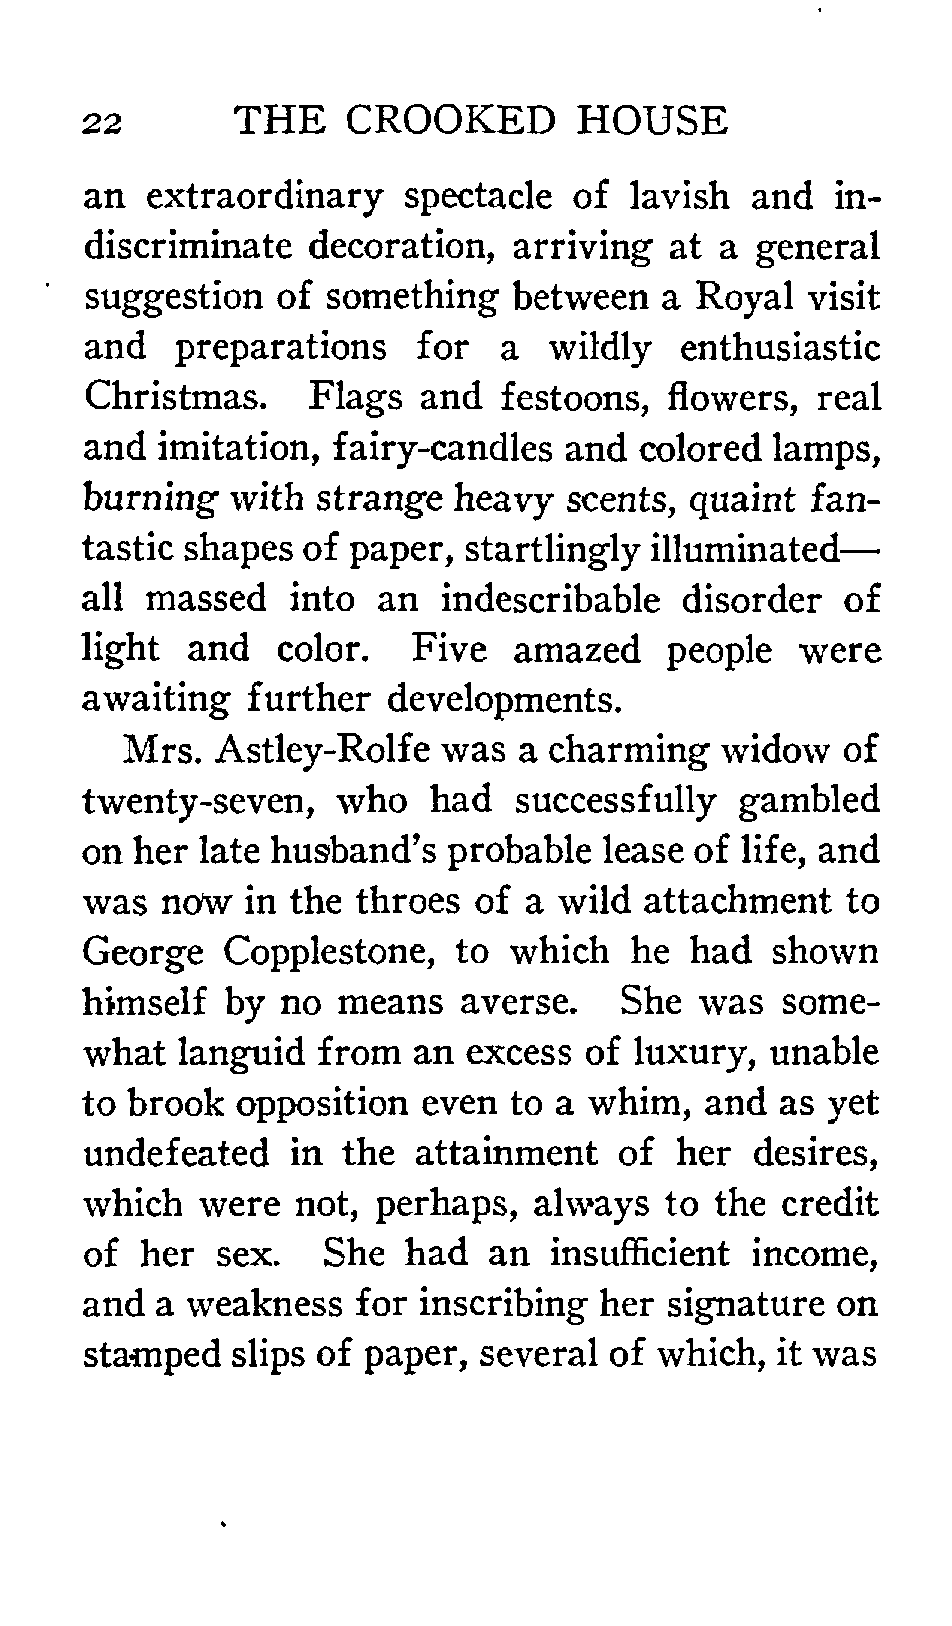 22 THE CROOKED HOUSE
an extraordinary spectacle of lavish and in-
discriminate decoration, arriving at a general
suggestion of something between a Royal visit
and preparations for a wildly enthusiastic
Christmas. Flags and festoons, flowers, real
and imitation, fairy-candles and colored lamps,
burning with strange heavy scents, quaint fan-
tastic shapes of paper, startlingly illuminated—
all massed into an indescribable disorder of
light and color. Five amazed people were
awaiting further developments.
Mrs. Astley-Rolfe was a charming widow of
twenty-seven, who had successfully gambled
on her late husband's probable lease of life, and
was now in the throes of a wild attachment to
George Copplestone, to which he had shown
himself by no means averse. She was some-
what languid from an excess of luxury, unable
to brook opposition even to a whim, and as yet
undefeated in the attainment of her desires,
which were not, perhaps, always to the credit
of her sex. She had an insufficient income,
and a weakness for inscribing her signature on
stamped slips of paper, several of which, it was